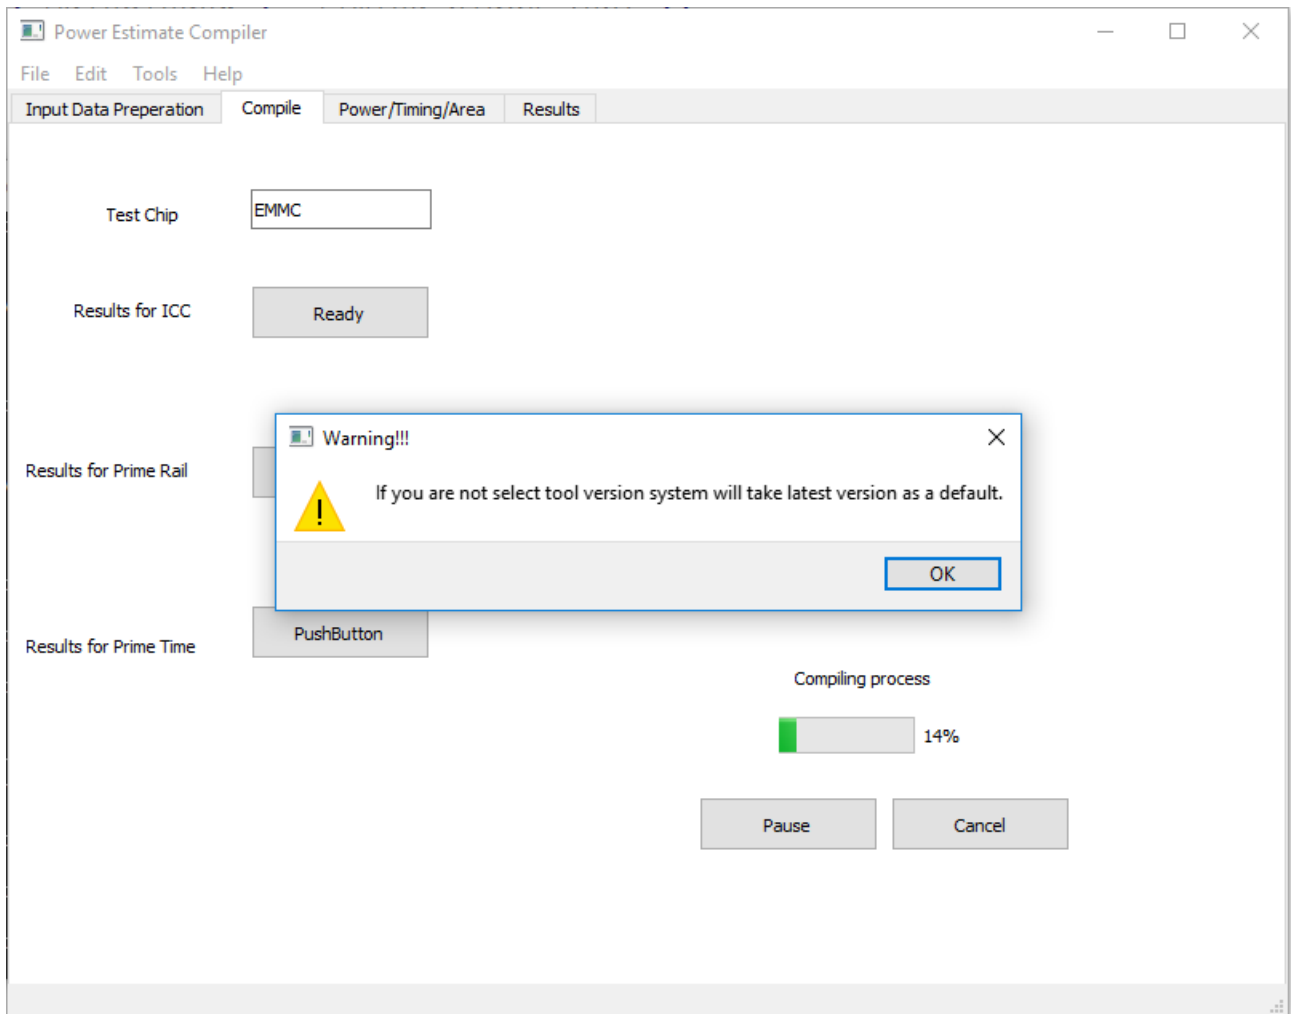 Power Estimate Compiler
File Edit Tools Help
Input Data Preperation Compile Power/Timing/Area Results
Test Chip EMMC
Results for ICC Ready
Warning!!!
If you are not select tool version system will take latest version as a default.
OK
Results for Prime Rail
Results for Prime Time PushButton
Compiling process
14%
Pause Cancel